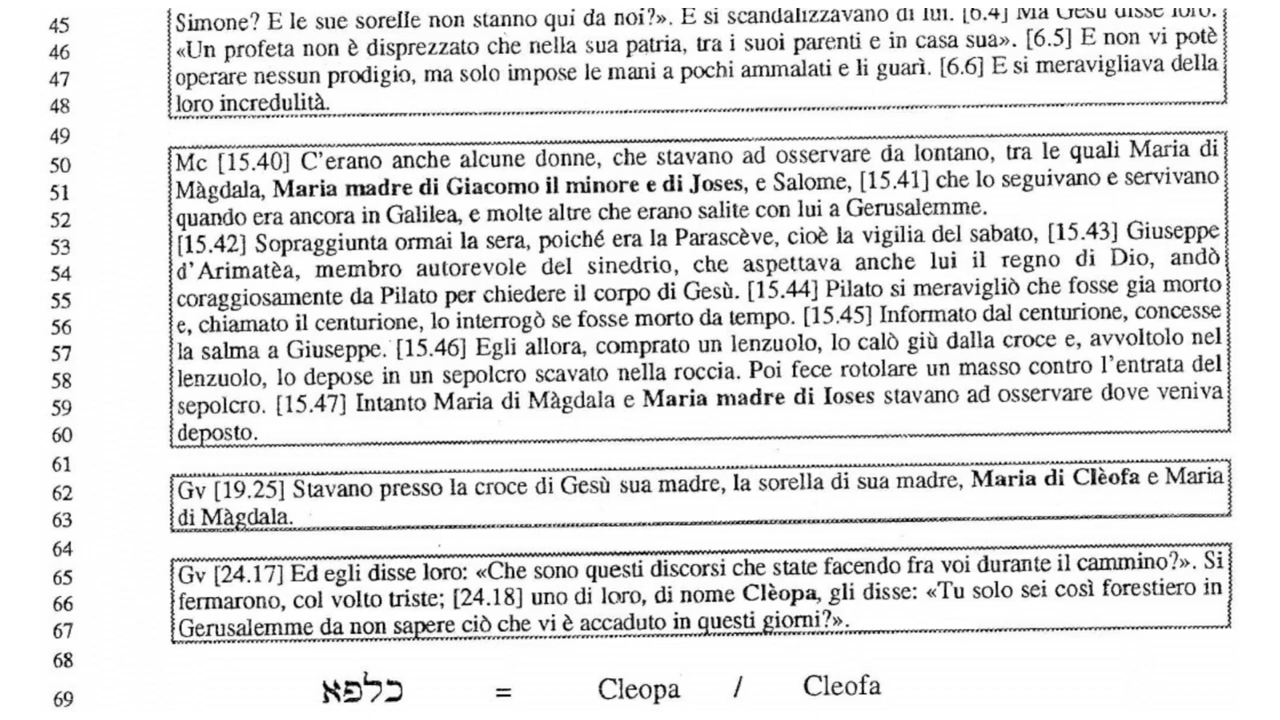 45 Simone? E le sue sorelle non stanno qui da noi?». E si scandalizzavano di lui. [6.4] Ma Gesù disse loro:
46 «Un profeta non è disprezzato che nella sua patria, tra i suoi parenti e in casa sua». [6.5] E non vi potè
47 operare nessun prodigio, ma solo impose le mani a pochi ammalati e li guarì. [6.6] E si meravigliava della
48 loro incredulità.
49
50 Mc [15.40] C'erano anche alcune donne, che stavano ad osservare da lontano, tra le quali Maria di
51 Màgdala, Maria madre di Giacomo il minore e di Joses, e Salome, [15.41] che lo seguivano e servivano
52 quando era ancora in Galilea, e molte altre che erano salite con lui a Gerusalemme.
53 [15.42] Sopraggiunta ormai la sera, poiché era la Parascève, cioè la vigilia del sabato, [15.43] Giuseppe
54 d'Arimatèa, membro autorevole del sinedrio, che aspettava anche lui il regno di Dio, andò
55 coraggiosamente da Pilato per chiedere il corpo di Gesù. [15.44] Pilato si meravigliò che fosse gia morto
56 e, chiamato il centurione, lo interrogò se fosse morto da tempo. [15.45] Informato dal centurione, concesse
57 la salma a Giuseppe. [15.46] Egli allora, comprato un lenzuolo, lo calò giù dalla croce e, avvoltolo nel
58 lenzuolo, lo depose in un sepolcro scavato nella roccia. Poi fece rotolare un masso contro l'entrata del
59 sepolcro. [15.47] Intanto Maria di Màgdala e Maria madre di Ioses stavano ad osservare dove veniva
60 deposto.
61
62 Gv [19.25] Stavano presso la croce di Gesù sua madre, la sorella di sua madre, Maria di Clèofa e Maria
63 di Màgdala.
64
65 Gv [24.17] Ed egli disse loro: «Che sono questi discorsi che state facendo fra voi durante il cammino?». Si
66 fermarono, col volto triste; [24.18] uno di loro, di nome Clèopa, gli disse: «Tu solo sei così forestiero in
67 Gerusalemme da non sapere ciò che vi è accaduto in questi giorni?».
68
69 כלפא = Cleopa / Cleofa